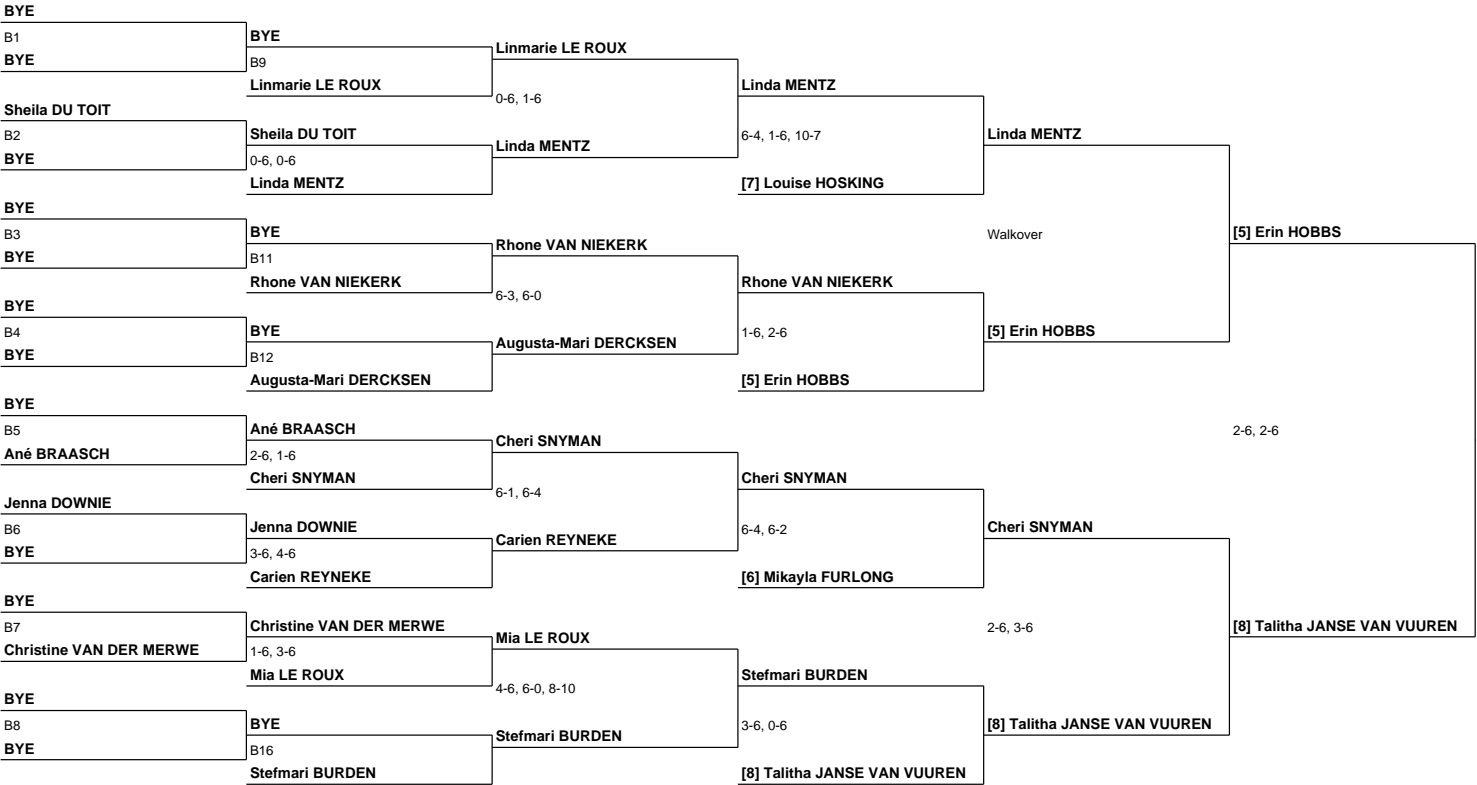 BYE
B1
BYE
Sheila DU TOIT
B2
BYE
BYE
B3
BYE
BYE
B4
BYE
BYE
B5
Ané BRAASCH
Jenna DOWNIE
B6
BYE
BYE
B7
Christine VAN DER MERWE
BYE
B8
BYE
BYE
B9
Linmarie LE ROUX
Sheila DU TOIT
0-6, 0-6
Linda MENTZ
BYE
B11
Rhone VAN NIEKERK
BYE
B12
Augusta-Mari DERCKSEN
Ané BRAASCH
2-6, 1-6
Cheri SNYMAN
Jenna DOWNIE
3-6, 4-6
Carien REYNEKE
Christine VAN DER MERWE
1-6, 3-6
Mia LE ROUX
BYE
B16
Stefmari BURDEN
Linmarie LE ROUX
0-6, 1-6
Linda MENTZ
Rhone VAN NIEKERK
6-3, 6-0
Augusta-Mari DERCKSEN
Cheri SNYMAN
6-1, 6-4
Carien REYNEKE
Mia LE ROUX
4-6, 6-0, 8-10
Stefmari BURDEN
Linda MENTZ
6-4, 1-6, 10-7
[7] Louise HOSKING
Rhone VAN NIEKERK
1-6, 2-6
[5] Erin HOBBS
Cheri SNYMAN
6-4, 6-2
[6] Mikayla FURLONG
Stefmari BURDEN
3-6, 0-6
[8] Talitha JANSE VAN VUUREN
Linda MENTZ
Walkover
[5] Erin HOBBS
Cheri SNYMAN
2-6, 3-6
[8] Talitha JANSE VAN VUUREN
[5] Erin HOBBS
2-6, 2-6
[8] Talitha JANSE VAN VUUREN